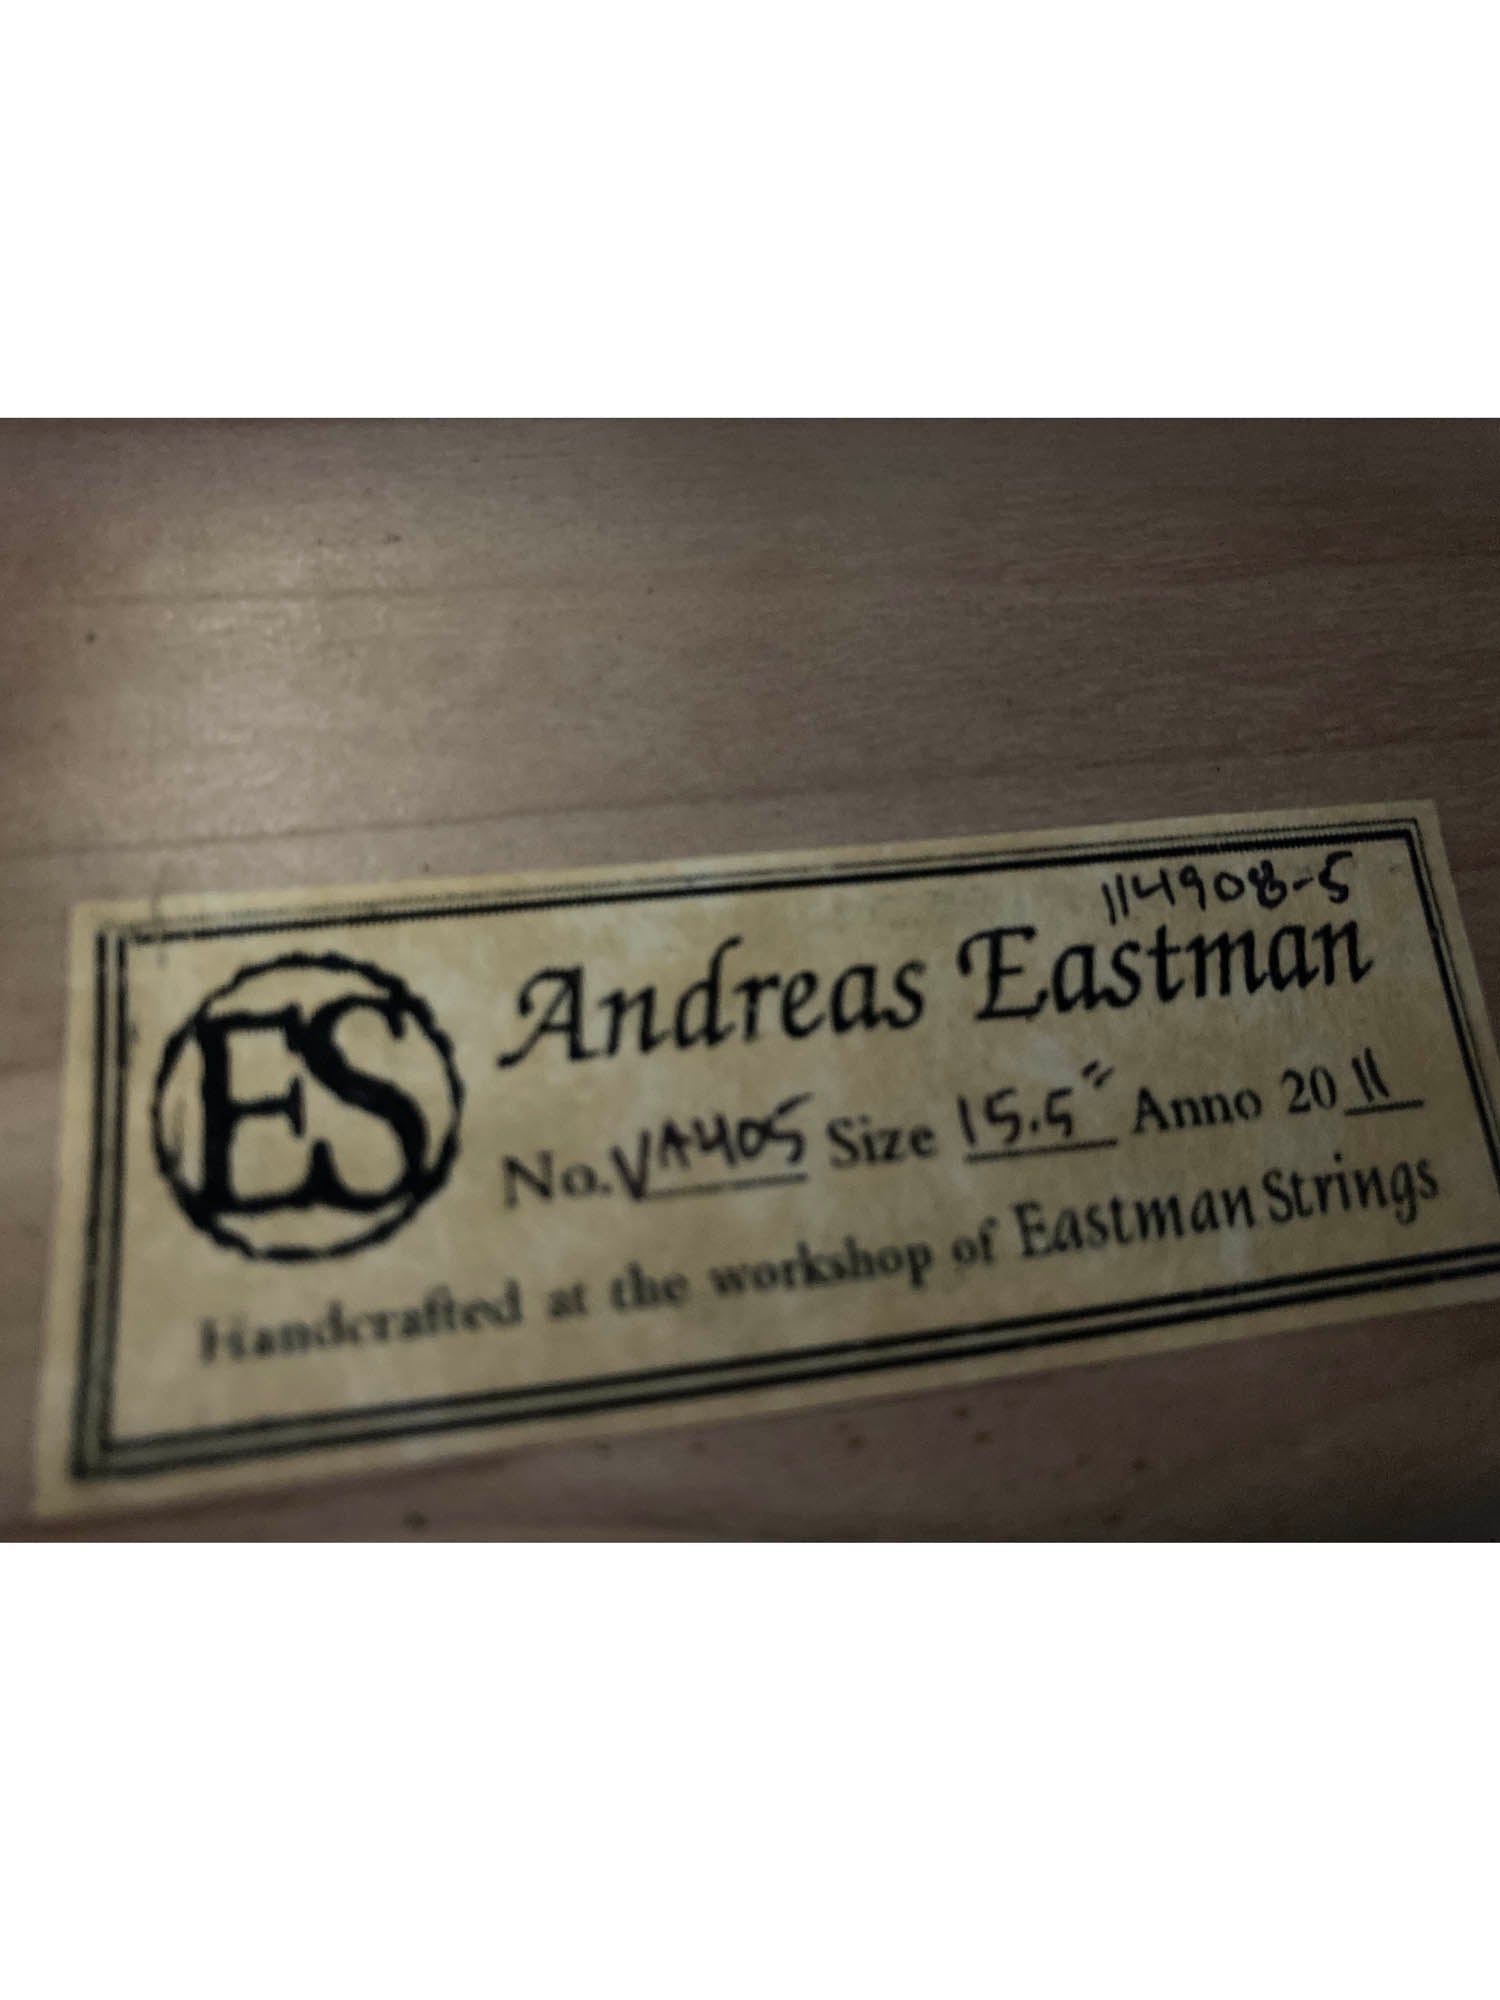 114908-5
ES
Andreas Eastman
No. VA405 Size 15.5" Anno 20 11
Handcrafted at the workshop of Eastman Strings